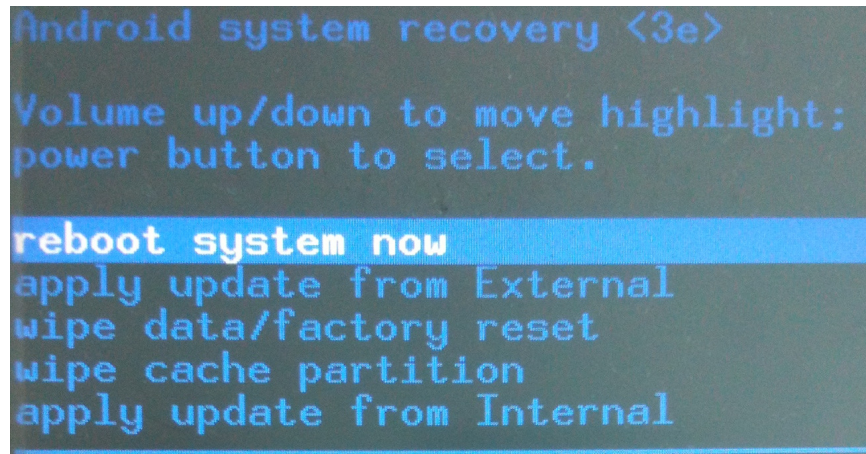 Android system recovery <3e>
Volume up/down to move highlight;
power button to select.
reboot system now
apply update from External
wipe data/factory reset
wipe cache partition
apply update from Internal